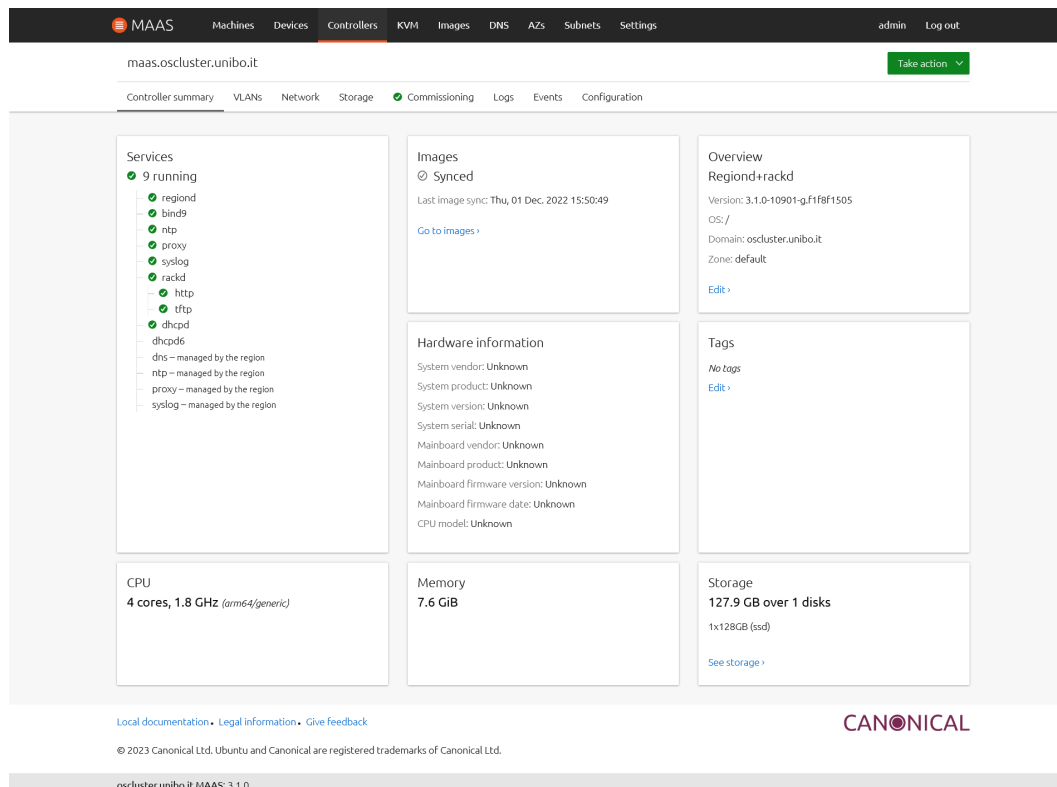 MAAS Machines Devices Controllers KVM Images DNS AZs Subnets Settings admin Log out
maas.oscluster.unibo.it Take action
Controller summary VLANs Network Storage Commissioning Logs Events Configuration
Services
9 running
regiond
bind9
ntp
proxy
syslog
rackd
http
tftp
dhcpd
dhcpd6
dns – managed by the region
ntp – managed by the region
proxy – managed by the region
syslog – managed by the region
Images
Synced
Last image sync: Thu, 01 Dec. 2022 15:50:49
Go to images ›
Overview
Regiond+rackd
Version: 3.1.0-10901-g.f1f8f1505
OS: /
Domain: oscluster.unibo.it
Zone: default
Edit ›
Hardware information
System vendor: Unknown
System product: Unknown
System version: Unknown
System serial: Unknown
Mainboard vendor: Unknown
Mainboard product: Unknown
Mainboard firmware version: Unknown
Mainboard firmware date: Unknown
CPU model: Unknown
Tags
No tags
Edit ›
CPU
4 cores, 1.8 GHz (arm64/generic)
Memory
7.6 GiB
Storage
127.9 GB over 1 disks
1x128GB (ssd)
See storage ›
Local documentation • Legal information • Give feedback
CANONICAL
© 2023 Canonical Ltd. Ubuntu and Canonical are registered trademarks of Canonical Ltd.
oscluster.unibo.it MAAS: 3.1.0